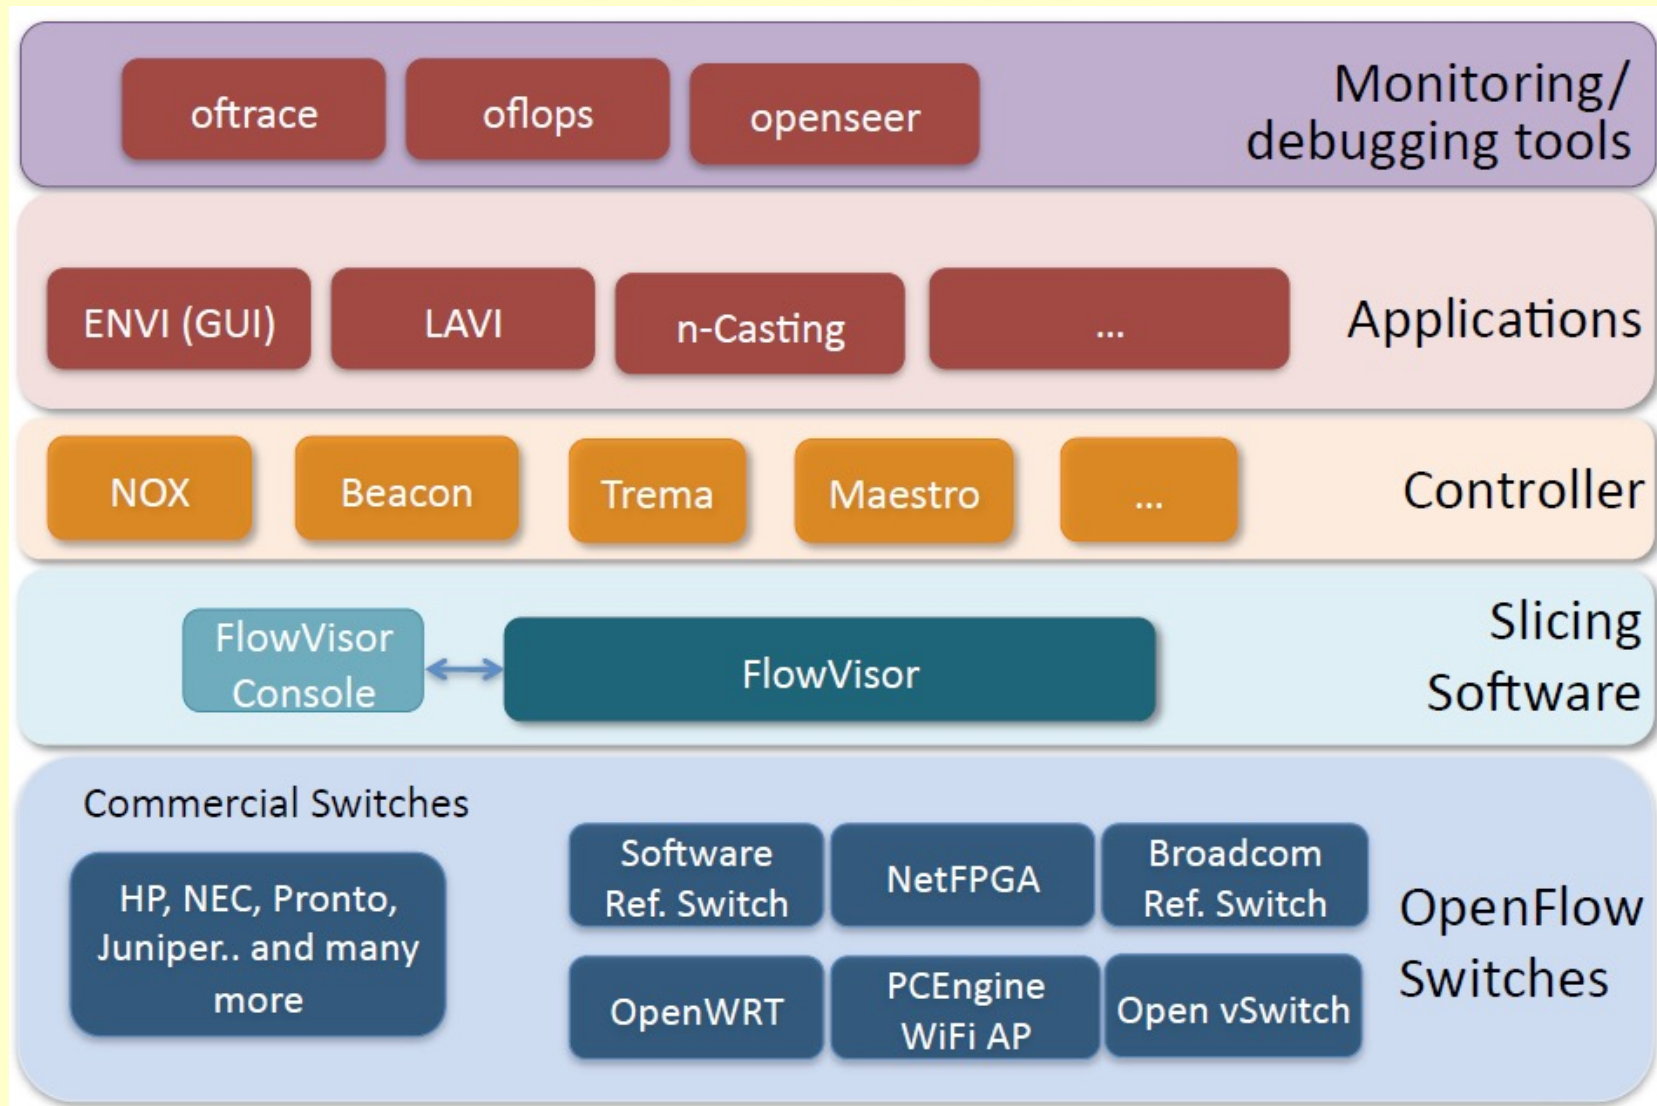 oftrace
oflops
openseer
Monitoring/
debugging tools
ENVI (GUI)
LAVI
n-Casting
...
Applications
NOX
Beacon
Trema
Maestro
...
Controller
FlowVisor
Console
FlowVisor
Slicing
Software
Commercial Switches
HP, NEC, Pronto,
Juniper.. and many
more
Software
Ref. Switch
NetFPGA
Broadcom
Ref. Switch
OpenWRT
PCEngine
WiFi AP
Open vSwitch
OpenFlow
Switches